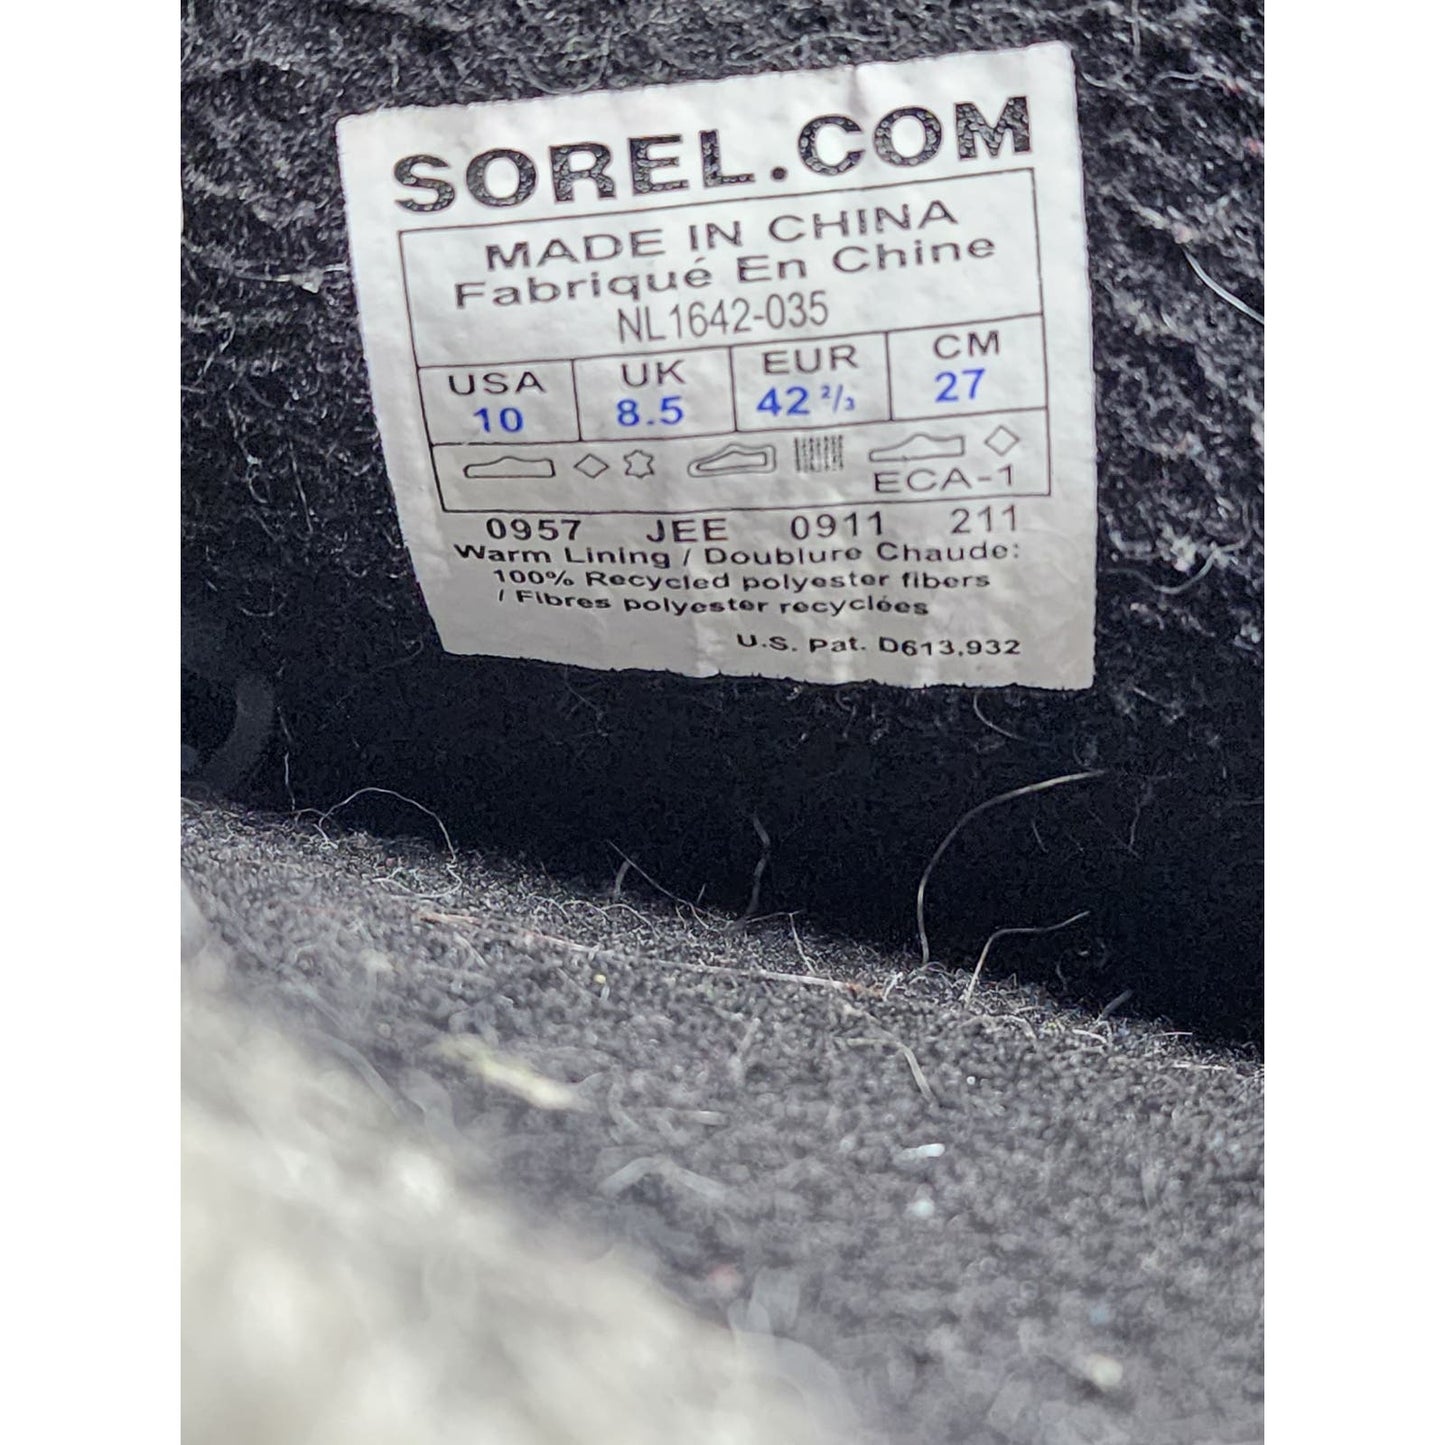 SOREL.COM
MADE IN CHINA
Fabriqué En Chine
NL1642-035
USA UK EUR CM
10 8.5 42 2/3 27
ECA-1
0957 JEE 0911 211
Warm Lining / Doublure Chaude:
100% Recycled polyester fibers
/ Fibres polyester recyclées
U.S. Pat. D613,932